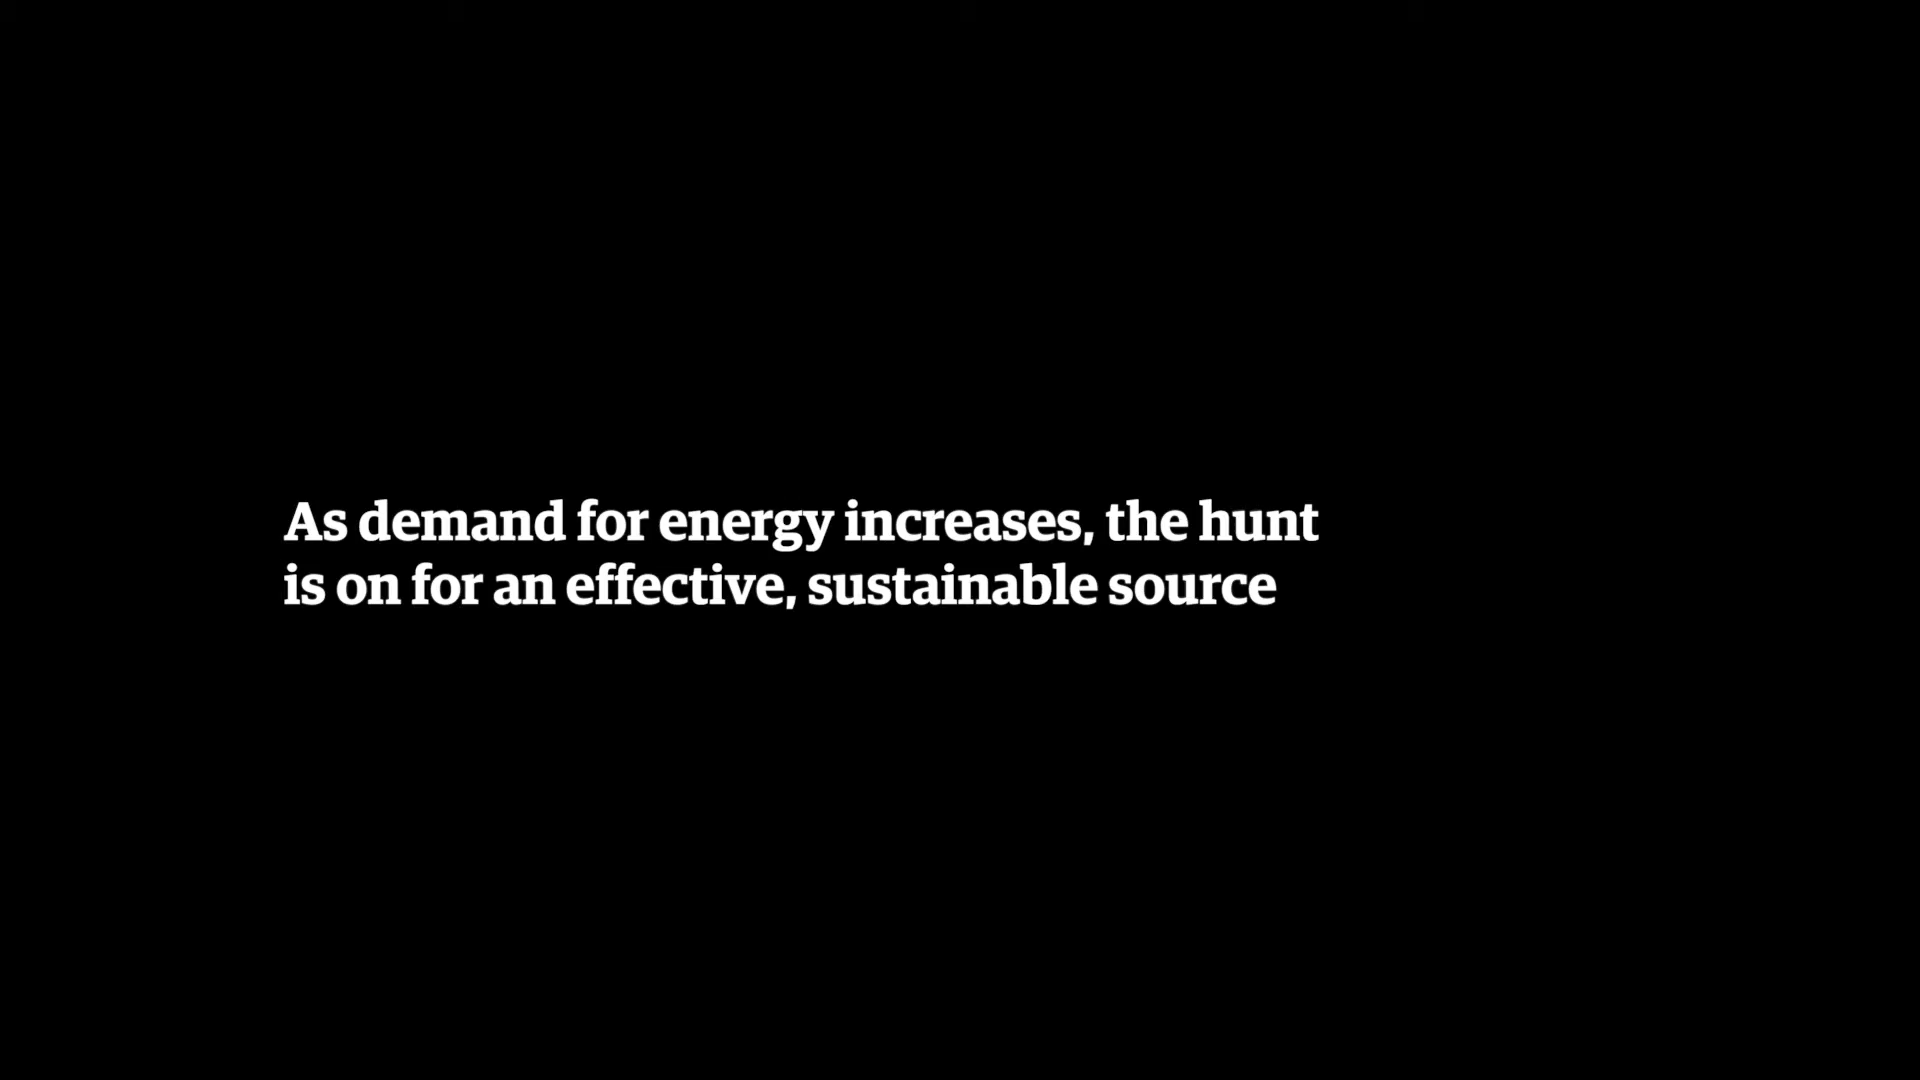 As demand for energy increases, the hunt
is on for an effective, sustainable source